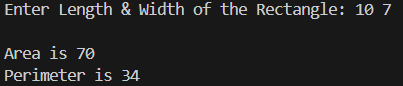 Enter Length & Width of the Rectangle: 10 7
Area is 70
Perimeter is 34